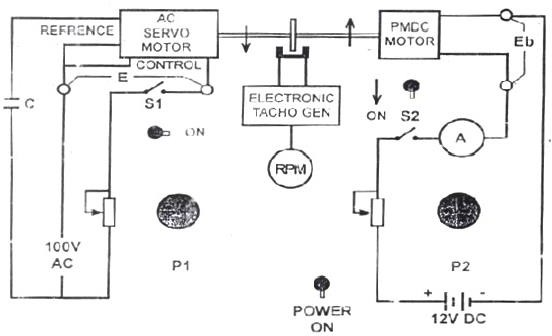 REFRENCE
AC
SERVO
MOTOR
PMDC
MOTOR
Eb
E
CONTROL
C
S1
ON
ELECTRONIC
TACHO GEN
ON
S2
A
RPM
100V
AC
P1
P2
POWER
ON
+
-
12V DC